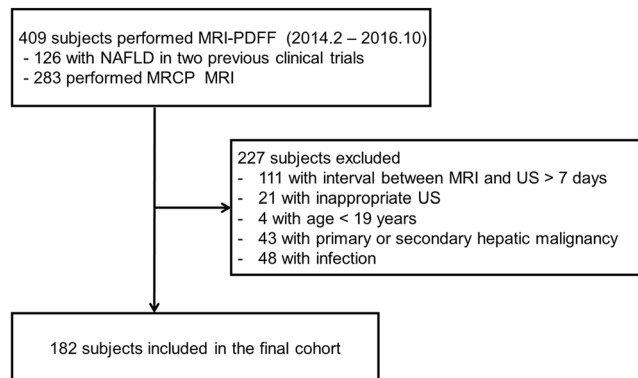 409 subjects performed MRI-PDFF (2014.2 – 2016.10)
- 126 with NAFLD in two previous clinical trials
- 283 performed MRCP MRI
227 subjects excluded
- 111 with interval between MRI and US > 7 days
- 21 with inappropriate US
- 4 with age < 19 years
- 43 with primary or secondary hepatic malignancy
- 48 with infection
182 subjects included in the final cohort